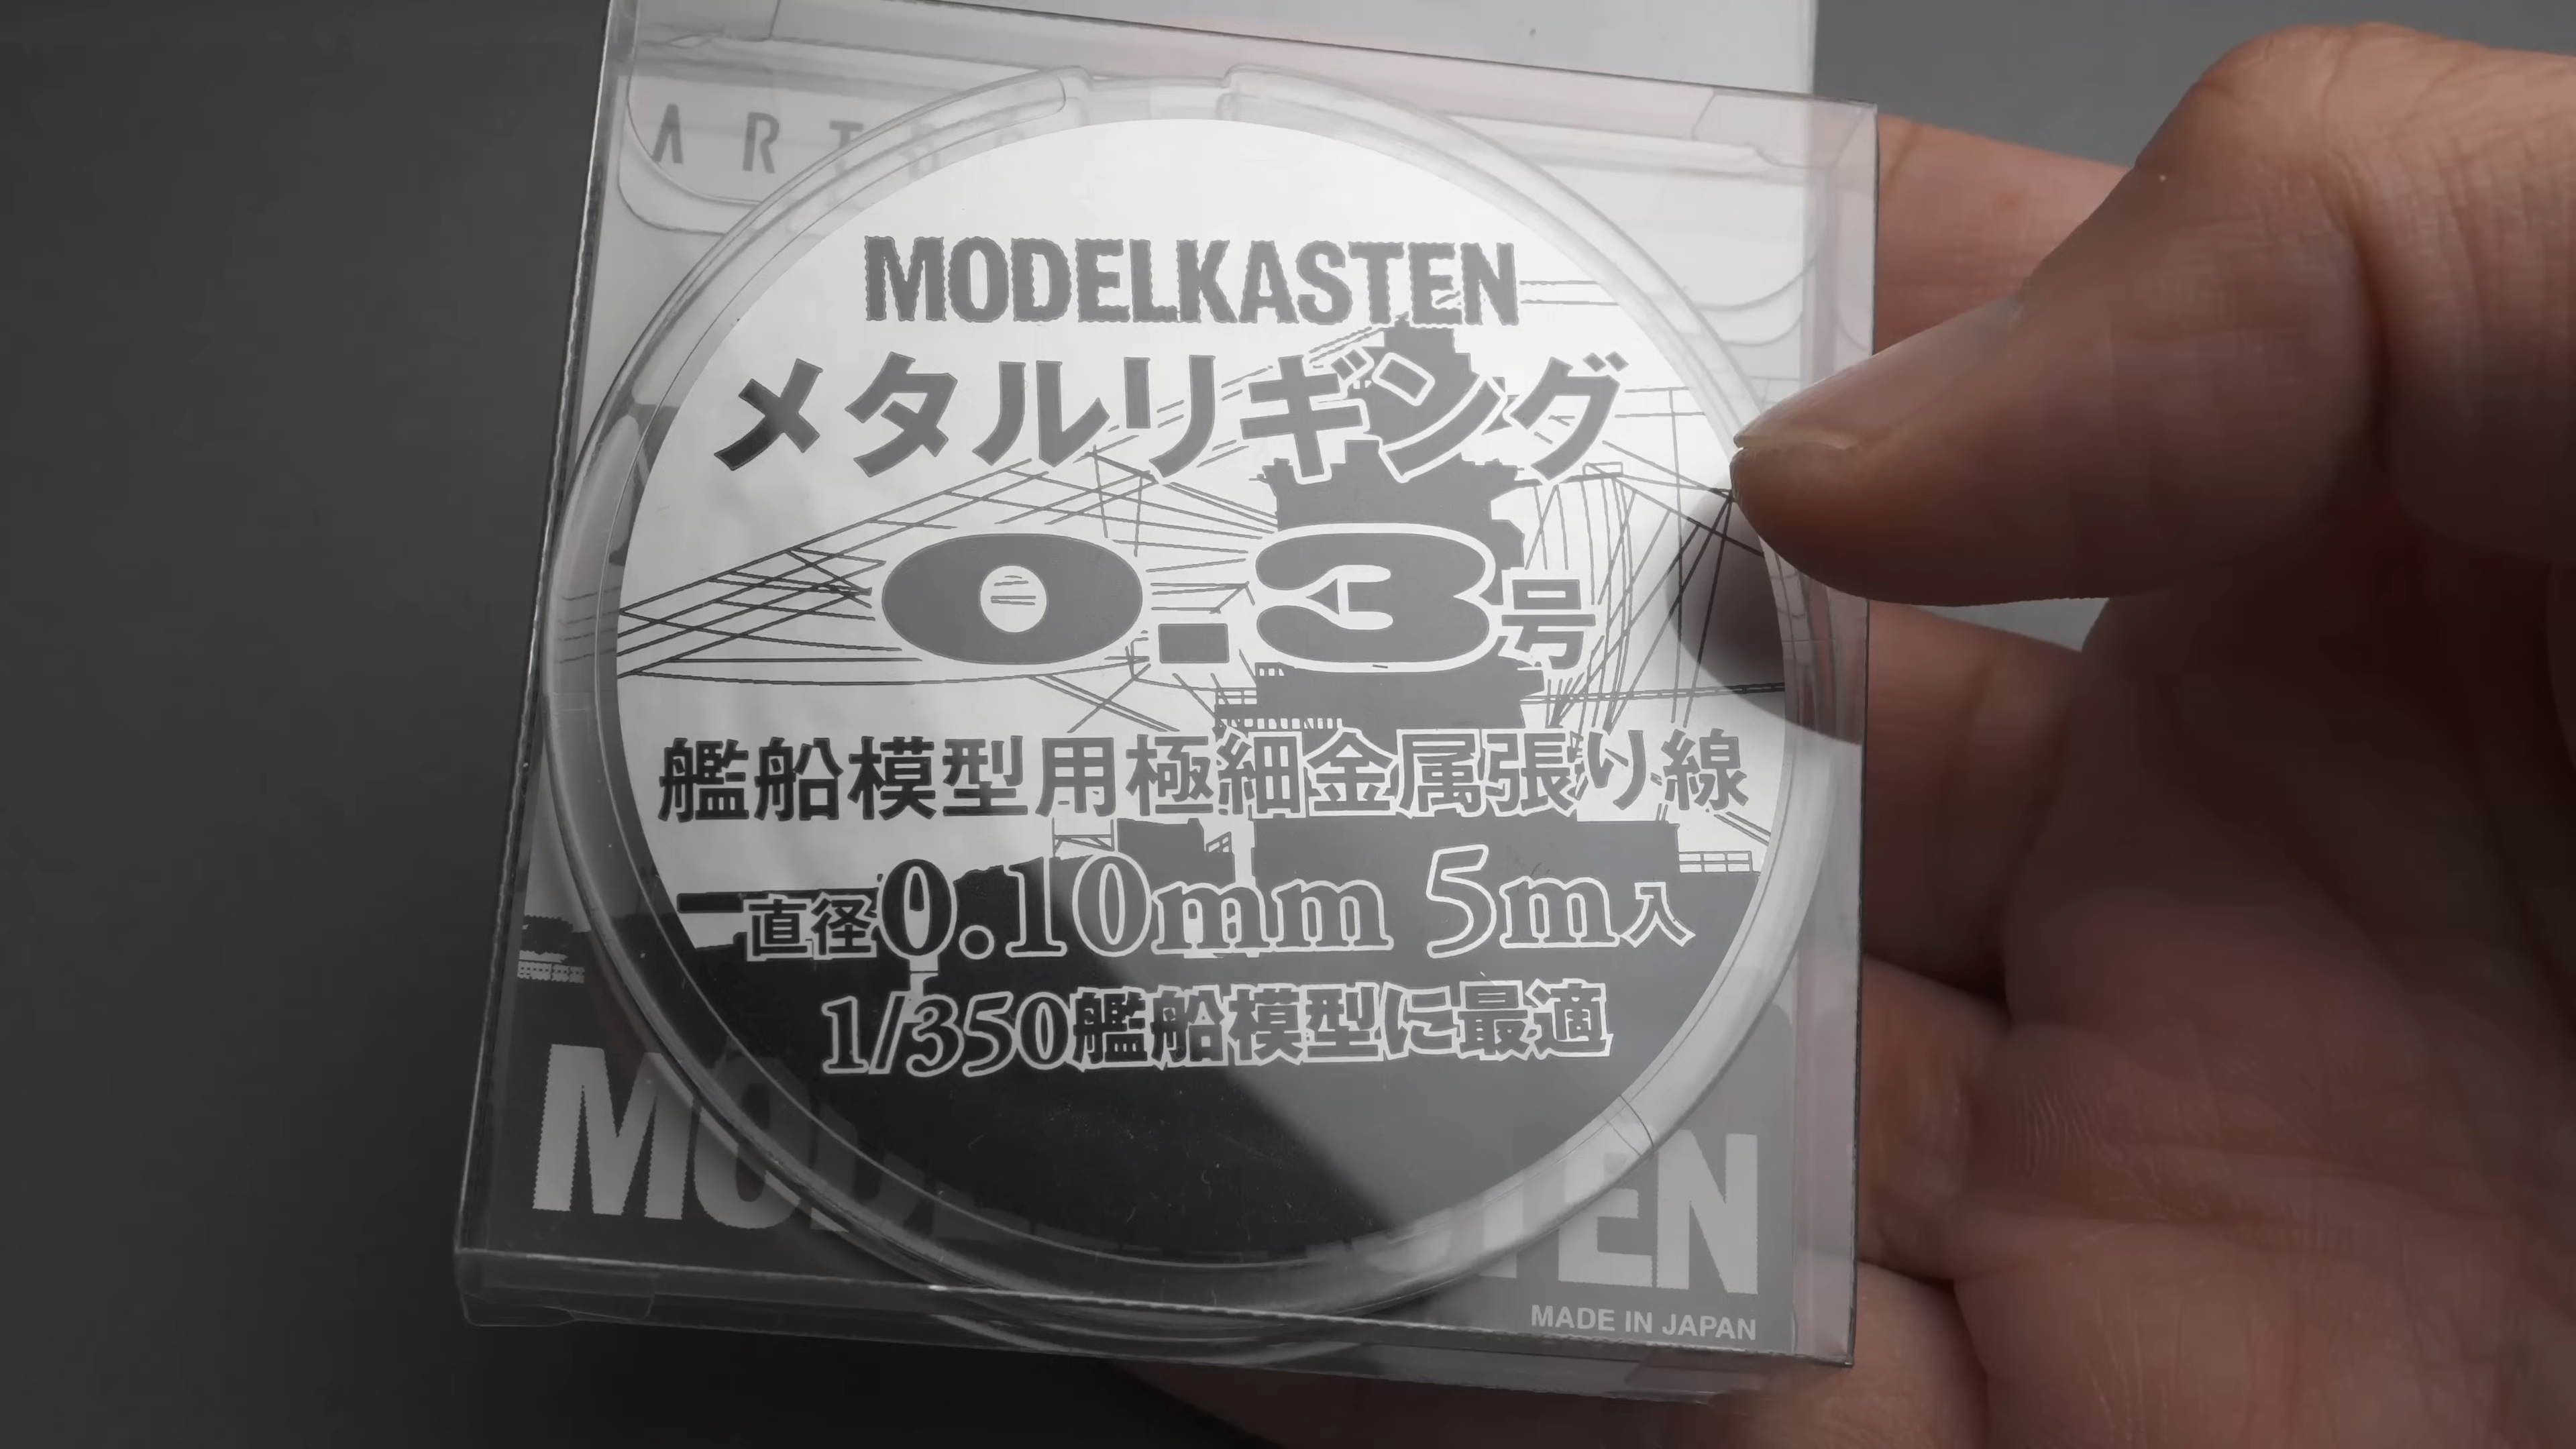 MODELKASTEN
メタルリギング
0.3号
艦船模型用極細金属張り線
直径0.10mm 5m入
1/350艦船模型に最適
MODELKASTEN
MADE IN JAPAN